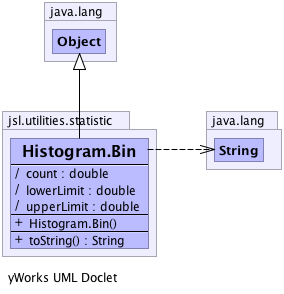 java.lang
Object
jsl.utilities.statistic
java.lang
Histogram.Bin
String
/ count : double
/ lowerLimit : double
/ upperLimit : double
+ Histogram.Bin()
+ toString() : String
yWorks UML Doclet